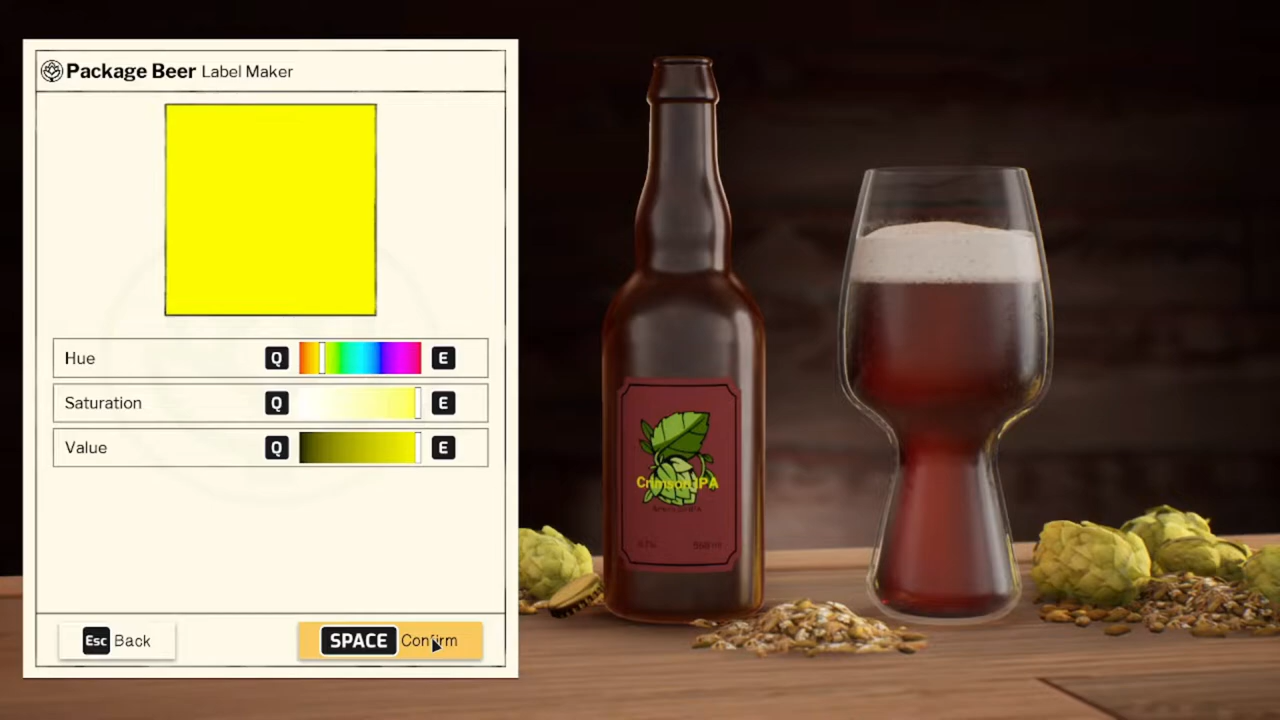 Package Beer Label Maker
Hue Q E
Saturation Q E
Value Q E
Esc Back
SPACE Confirm
Crimson IPA